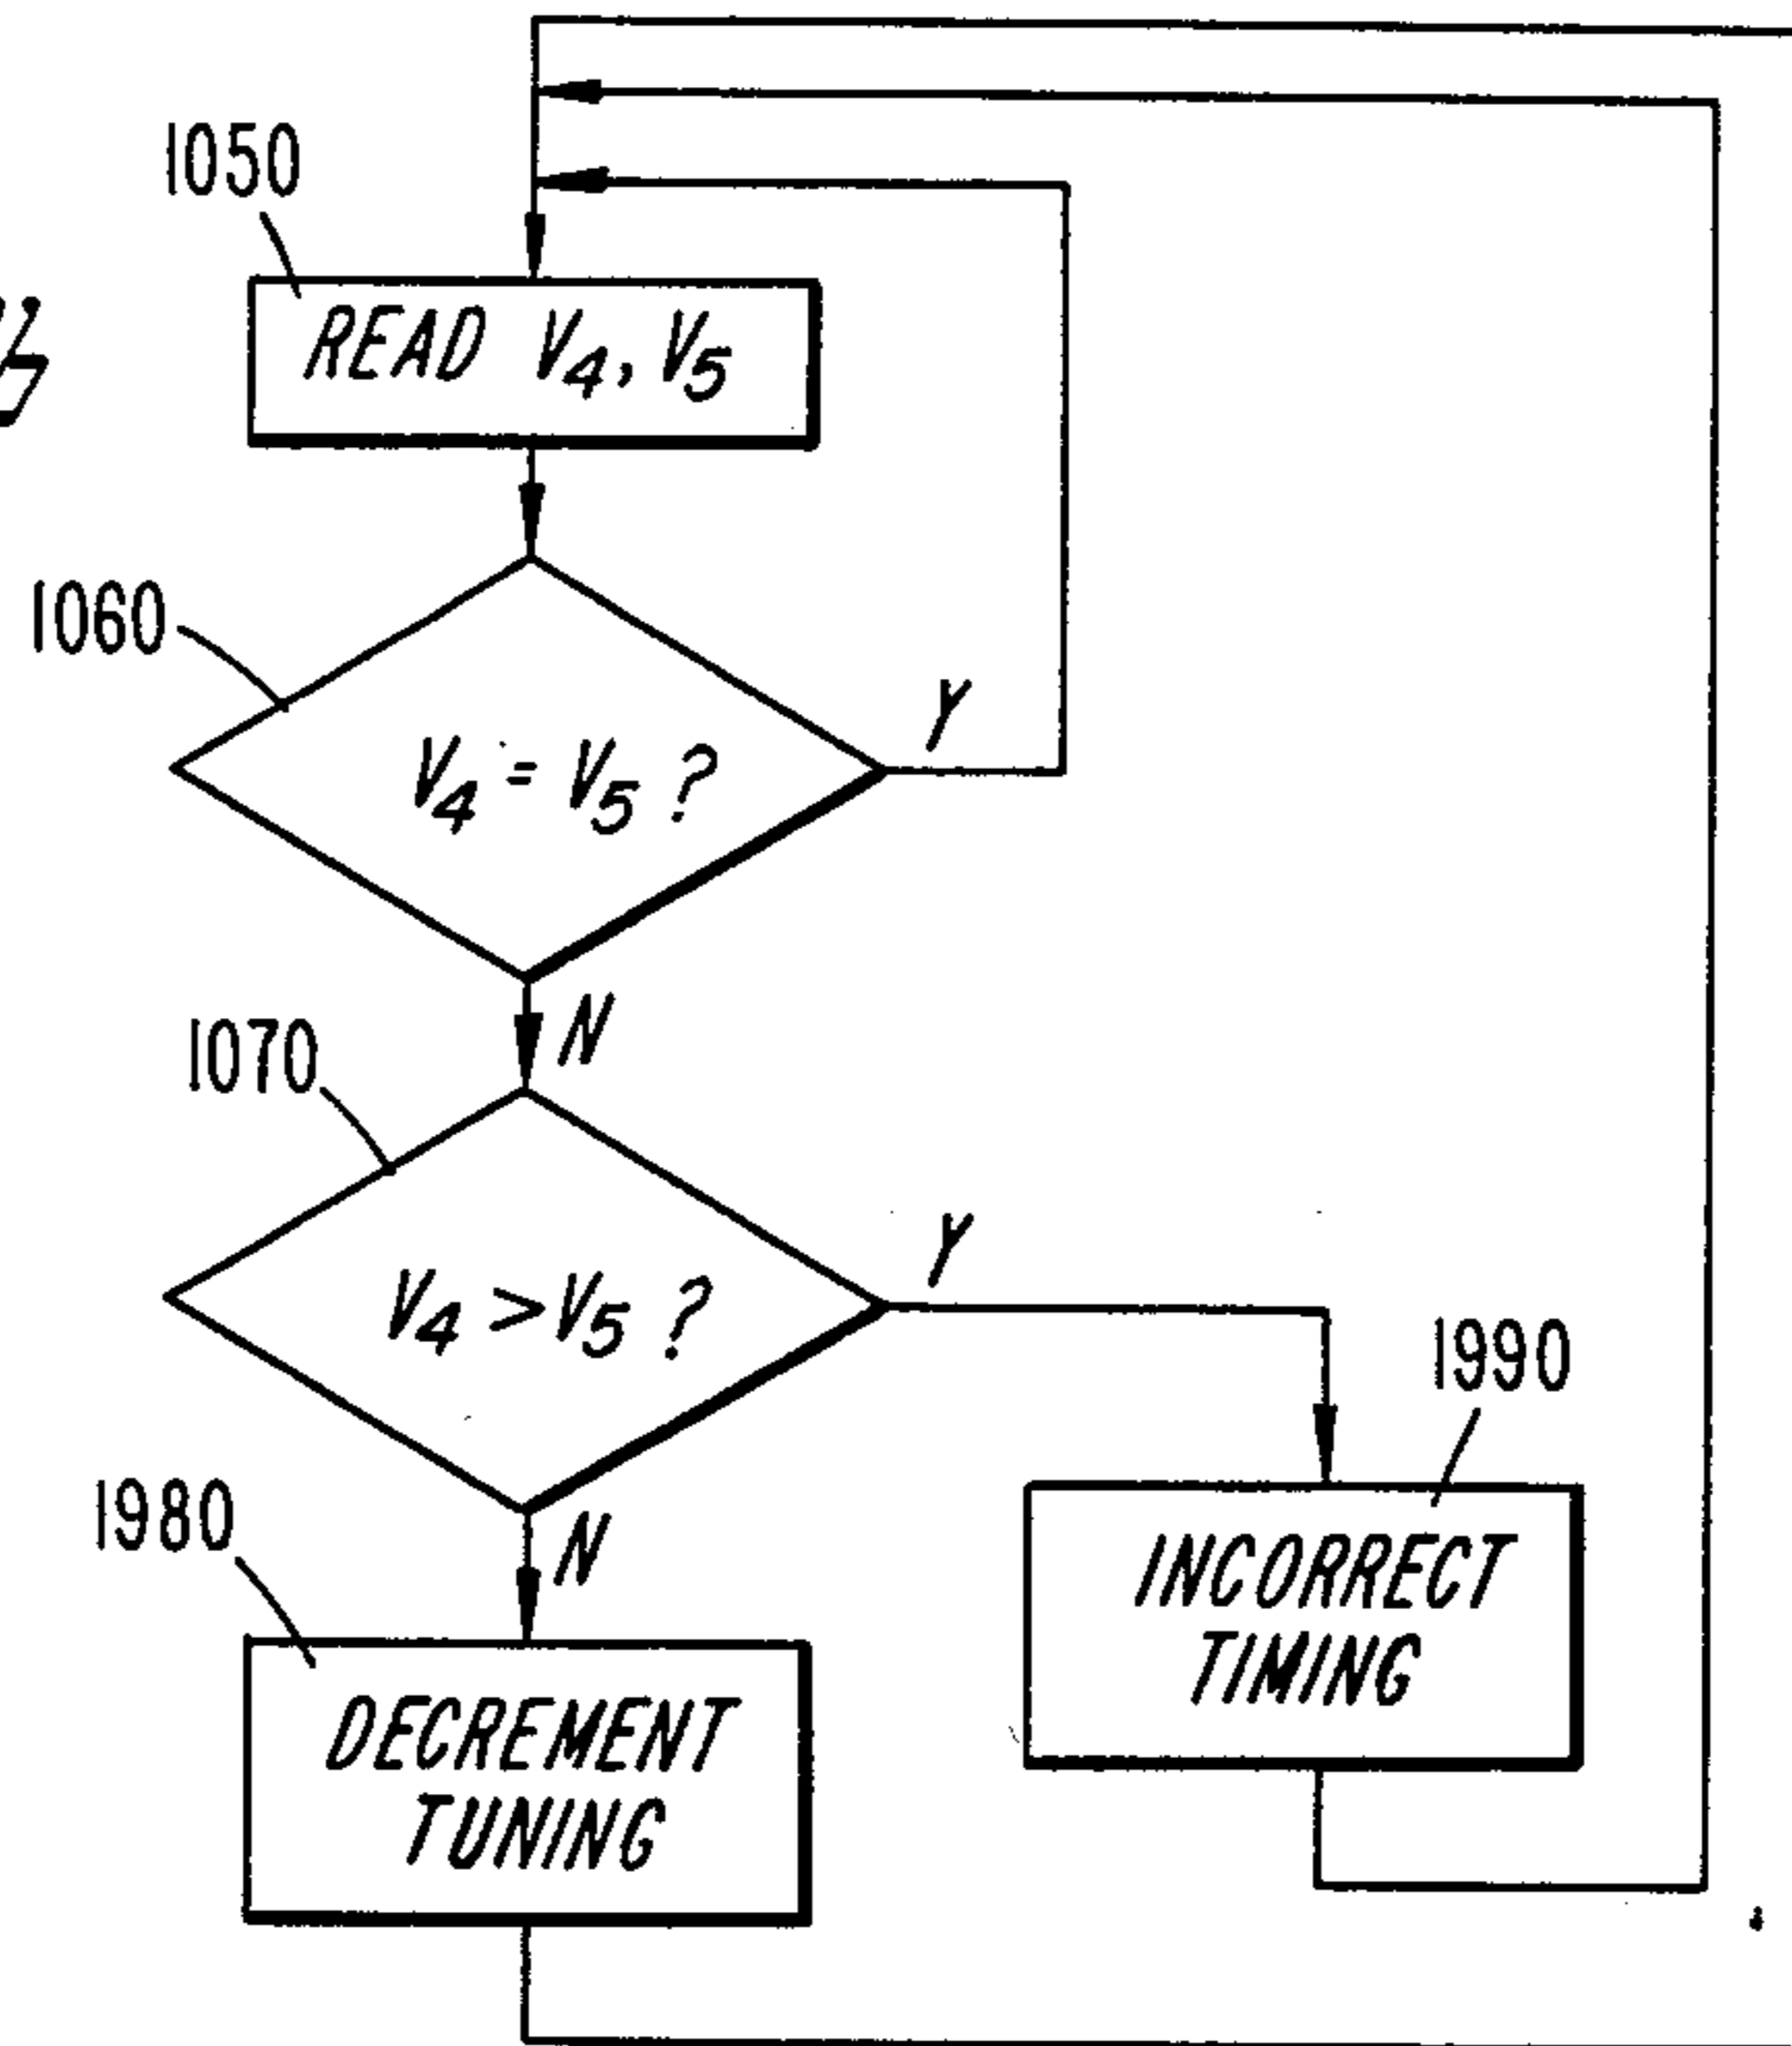 1050
READ V₄, V₅
1060
V₄ = V₅ ?
Y
N
1070
V₄ > V₅ ?
Y
1990
N
1980
INCORRECT
TIMING
DECREMENT
TUNING